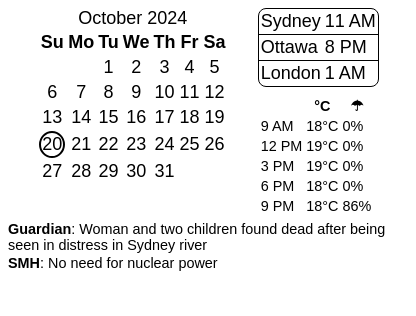 October 2024
Su Mo Tu We Th Fr Sa
1 2 3 4 5
6 7 8 9 10 11 12
13 14 15 16 17 18 19
20 21 22 23 24 25 26
27 28 29 30 31
Sydney 11 AM
Ottawa 8 PM
London 1 AM
°C ☂
9 AM 18°C 0%
12 PM 19°C 0%
3 PM 19°C 0%
6 PM 18°C 0%
9 PM 18°C 86%
Guardian: Woman and two children found dead after being
seen in distress in Sydney river
SMH: No need for nuclear power